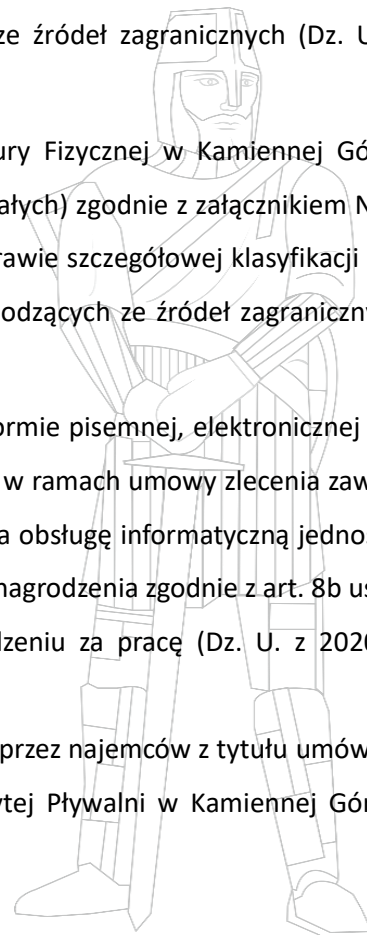 ze źródeł zagranicznych (Dz. U
ury Fizycznej w Kamiennej Gó
ałych) zgodnie z załącznikiem N
rawie szczegółowej klasyfikacji
odzących ze źródeł zagraniczny
ormie pisemnej, elektronicznej
w ramach umowy zlecenia zaw
a obsługę informatyczną jedno
nagrodzenia zgodnie z art. 8b us
dzeniu za pracę (Dz. U. z 2020
przez najemców z tytułu umów
ytej Pływalni w Kamiennej Gór